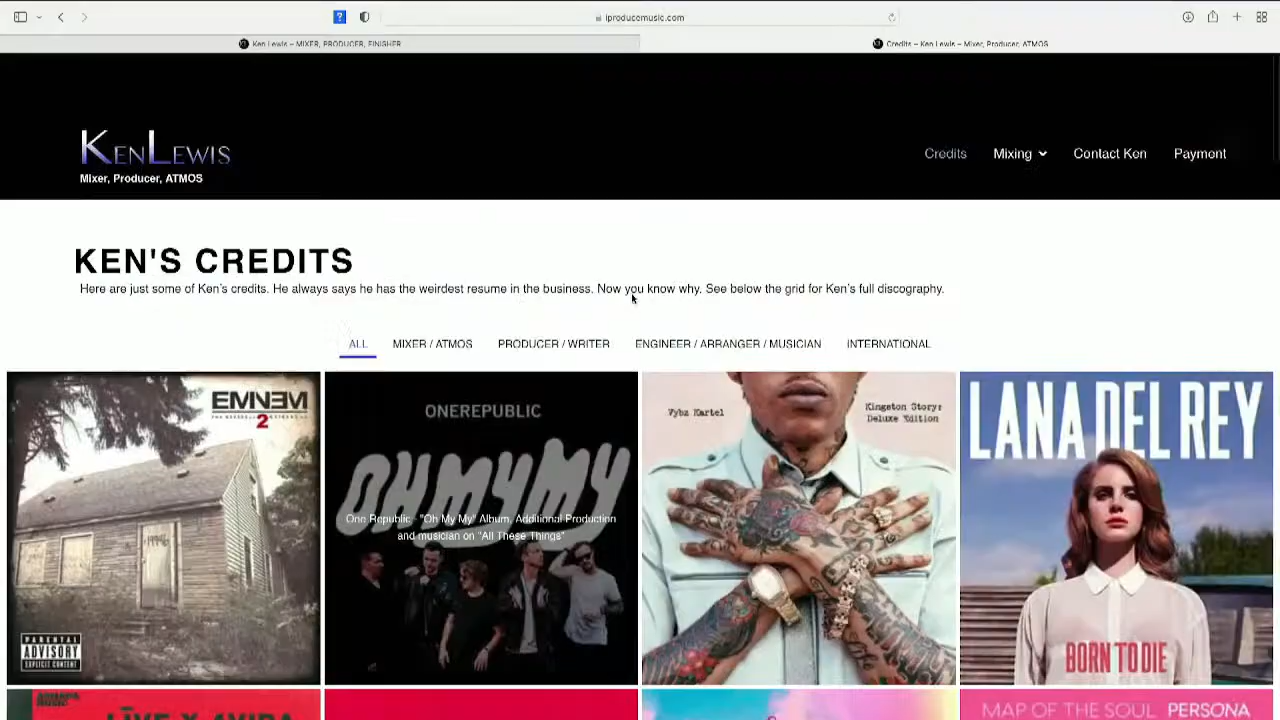 iproducemusic.com
Ken Lewis – MIXER, PRODUCER, FINISHER
Credits – Ken Lewis – Mixer, Producer, ATMOS
KENLEWIS
Mixer, Producer, ATMOS
Credits
Mixing
Contact Ken
Payment
KEN'S CREDITS
Here are just some of Ken's credits. He always says he has the weirdest resume in the business. Now you know why. See below the grid for Ken's full discography.
ALL
MIXER / ATMOS
PRODUCER / WRITER
ENGINEER / ARRANGER / MUSICIAN
INTERNATIONAL
EMINEM
2
PARENTAL
ADVISORY
EXPLICIT CONTENT
ONEREPUBLIC
OH MY MY
One Republic - "Oh My My" Album, Additional Production
and musician on "All These Things"
Vybz Kartel
Kingston Story:
Deluxe Edition
LANA DEL REY
BORN TO DIE
MAP OF THE SOUL PERSONA